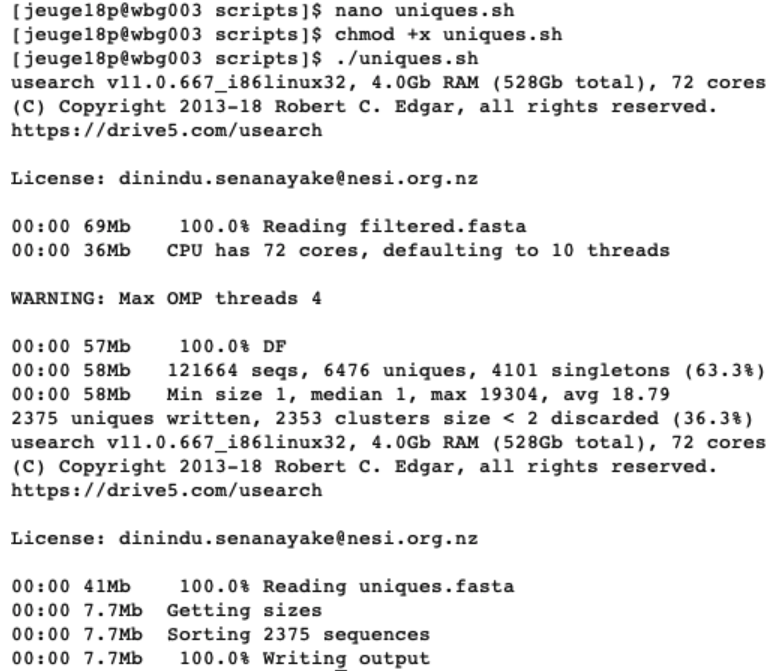 [jeuge18p@wbg003 scripts]$ nano uniques.sh
[jeuge18p@wbg003 scripts]$ chmod +x uniques.sh
[jeuge18p@wbg003 scripts]$ ./uniques.sh
usearch v11.0.667_i86linux32, 4.0Gb RAM (528Gb total), 72 cores
(C) Copyright 2013-18 Robert C. Edgar, all rights reserved.
https://drive5.com/usearch
License: dinindu.senanayake@nesi.org.nz
00:00 69Mb    100.0% Reading filtered.fasta
00:00 36Mb   CPU has 72 cores, defaulting to 10 threads
WARNING: Max OMP threads 4
00:00 57Mb    100.0% DF
00:00 58Mb   121664 seqs, 6476 uniques, 4101 singletons (63.3%)
00:00 58Mb   Min size 1, median 1, max 19304, avg 18.79
2375 uniques written, 2353 clusters size < 2 discarded (36.3%)
usearch v11.0.667_i86linux32, 4.0Gb RAM (528Gb total), 72 cores
(C) Copyright 2013-18 Robert C. Edgar, all rights reserved.
https://drive5.com/usearch
License: dinindu.senanayake@nesi.org.nz
00:00 41Mb    100.0% Reading uniques.fasta
00:00 7.7Mb  Getting sizes
00:00 7.7Mb  Sorting 2375 sequences
00:00 7.7Mb   100.0% Writing output